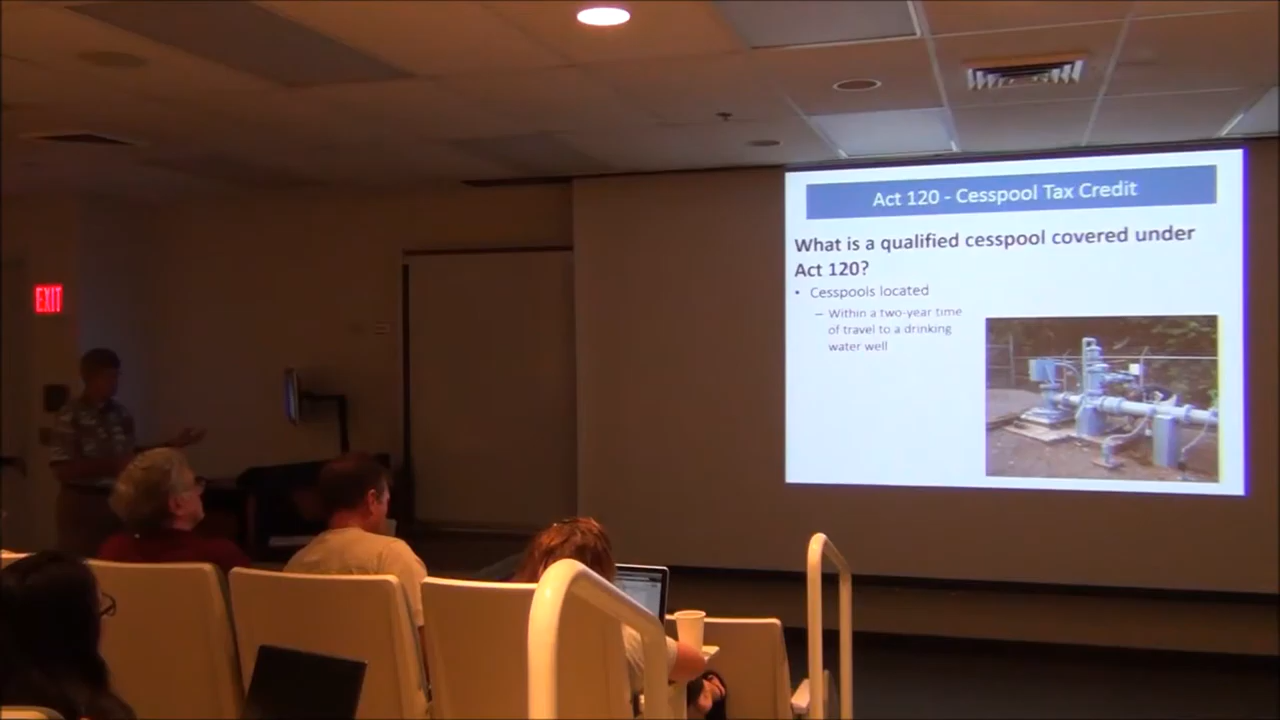 EXIT
Act 120 - Cesspool Tax Credit
What is a qualified cesspool covered under
Act 120?
• Cesspools located
– Within a two-year time
of travel to a drinking
water well